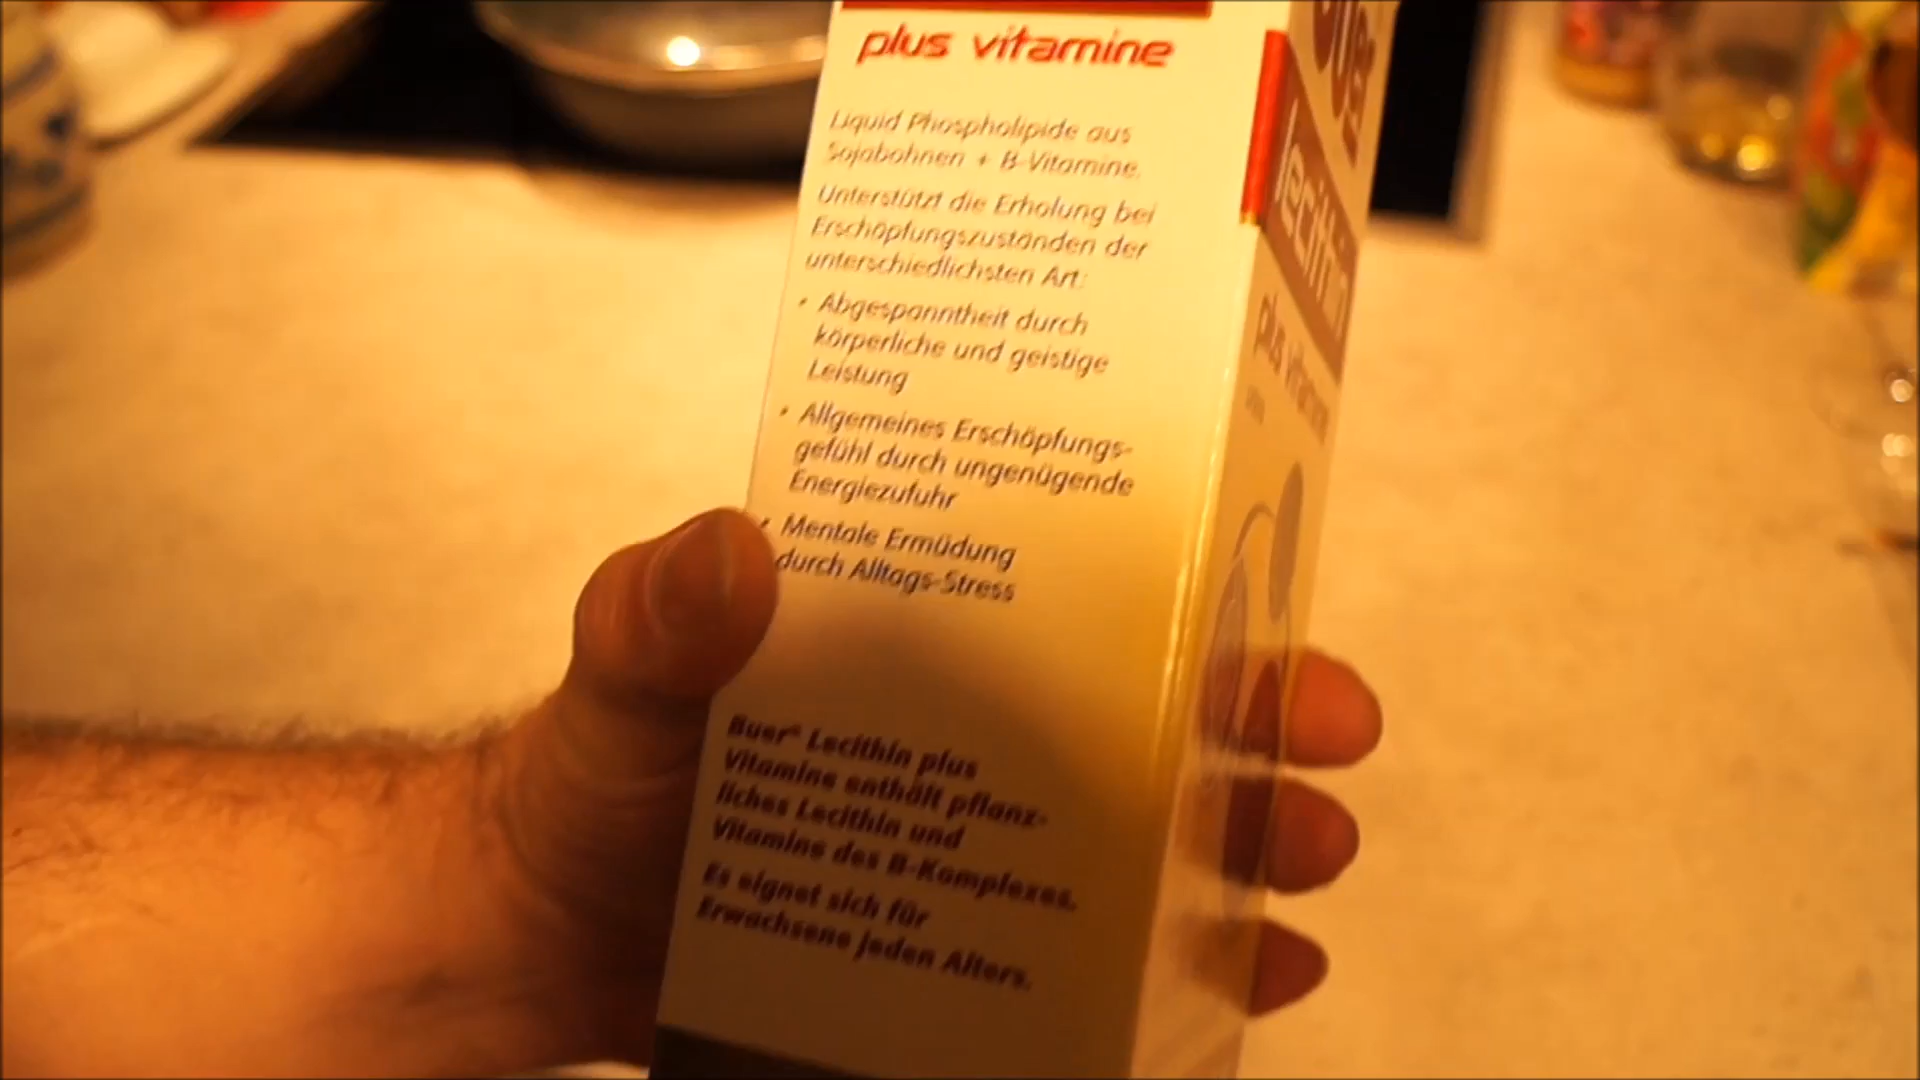 plus vitamine
Liquid Phospholipide aus
Sojabohnen + B-Vitamine.
Unterstützt die Erholung bei
Erschöpfungszuständen der
unterschiedlichsten Art:
• Abgespanntheit durch
körperliche und geistige
Leistung
• Allgemeines Erschöpfungs-
gefühl durch ungenügende
Energiezufuhr
• Mentale Ermüdung
durch Alltags-Stress
Buer® Lecithin plus
Vitamine enthält pflanz-
liches Lecithin und
Vitamine des B-Komplexes.
Es eignet sich für
Erwachsene jeden Alters.
lecithin
plus vitamine